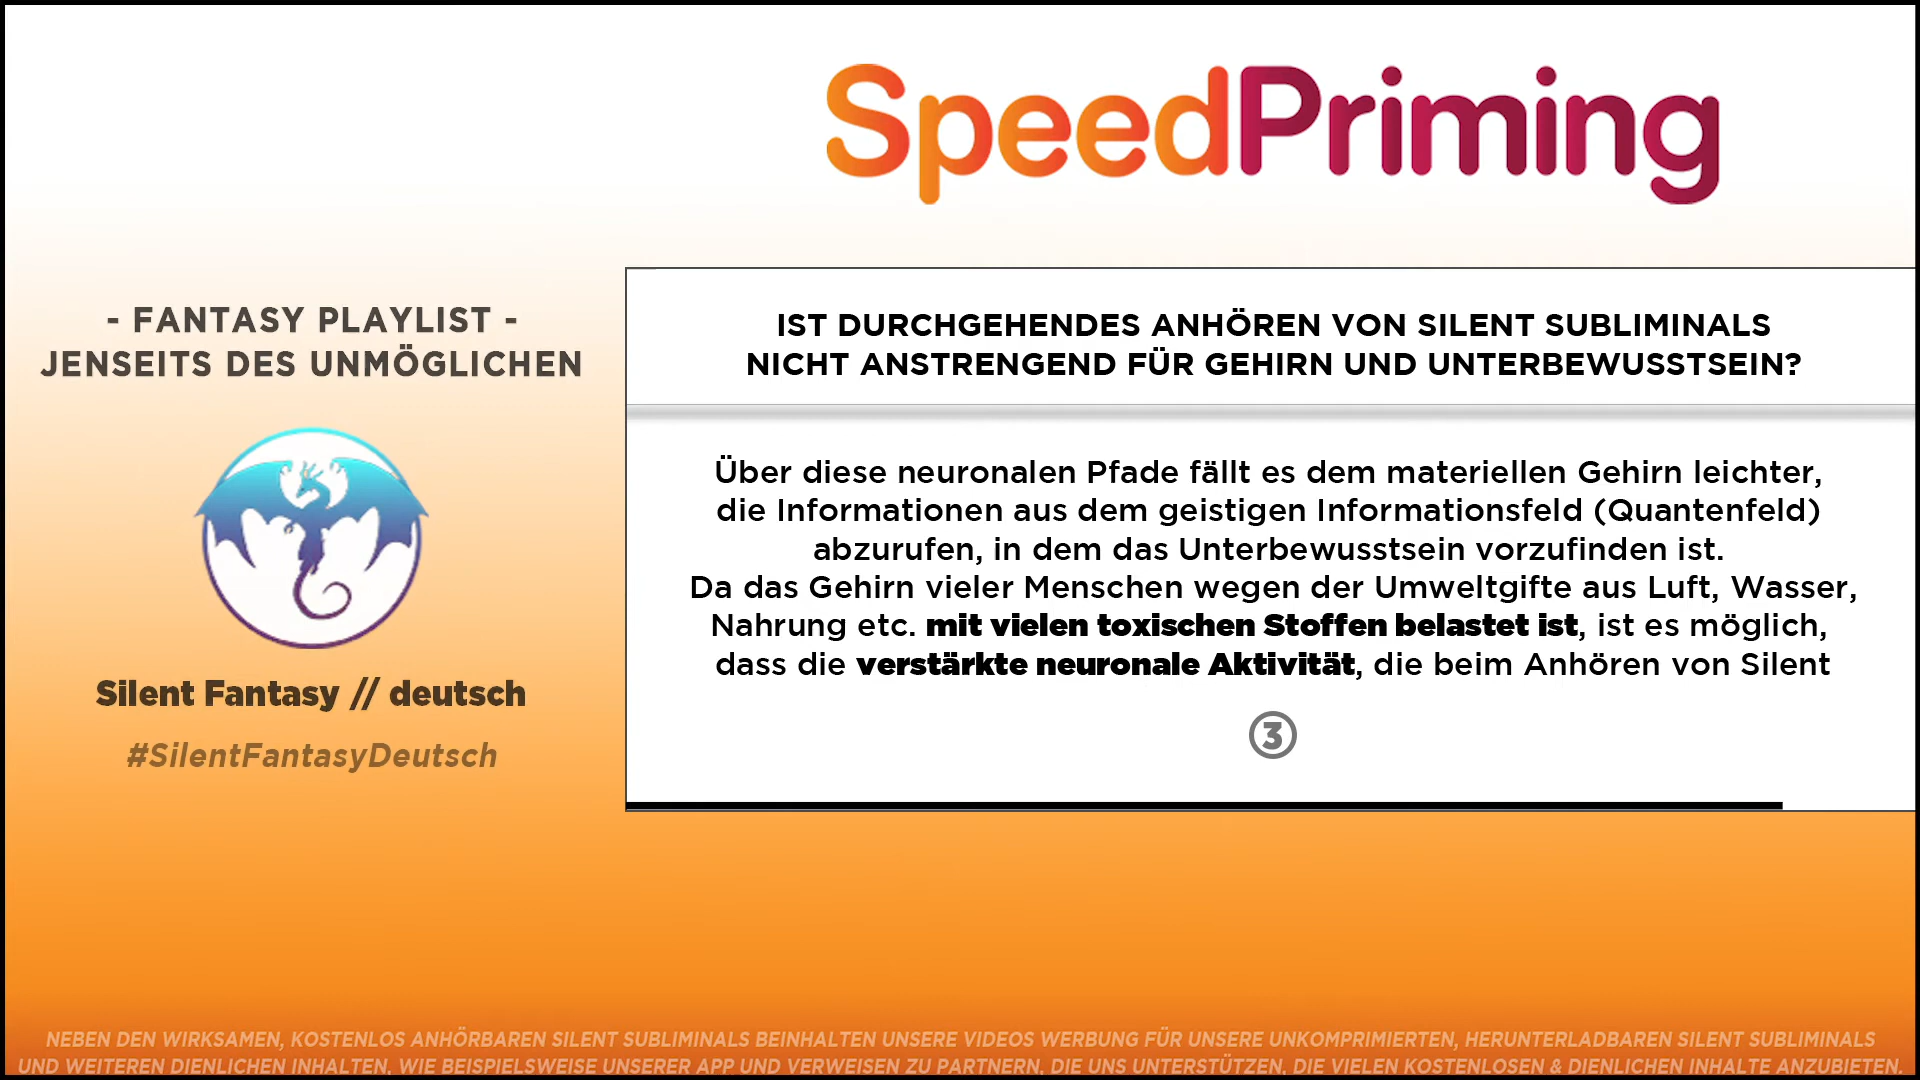 SpeedPriming
- FANTASY PLAYLIST -
JENSEITS DES UNMÖGLICHEN
Silent Fantasy // deutsch
#SilentFantasyDeutsch
IST DURCHGEHENDES ANHÖREN VON SILENT SUBLIMINALS
NICHT ANSTRENGEND FÜR GEHIRN UND UNTERBEWUSSTSEIN?
Über diese neuronalen Pfade fällt es dem materiellen Gehirn leichter,
die Informationen aus dem geistigen Informationsfeld (Quantenfeld)
abzurufen, in dem das Unterbewusstsein vorzufinden ist.
Da das Gehirn vieler Menschen wegen der Umweltgifte aus Luft, Wasser,
Nahrung etc. mit vielen toxischen Stoffen belastet ist, ist es möglich,
dass die verstärkte neuronale Aktivität, die beim Anhören von Silent
3
NEBEN DEN WIRKSAMEN, KOSTENLOS ANHÖRBAREN SILENT SUBLIMINALS BEINHALTEN UNSERE VIDEOS WERBUNG FÜR UNSERE UNKOMPRIMIERTEN, HERUNTERLADBAREN SILENT SUBLIMINALS
UND WEITEREN DIENLICHEN INHALTEN, WIE BEISPIELSWEISE UNSERER APP UND VERWEISEN ZU PARTNERN, DIE UNS UNTERSTÜTZEN, DIE VIELEN KOSTENLOSEN & DIENLICHEN INHALTE ANZUBIETEN.